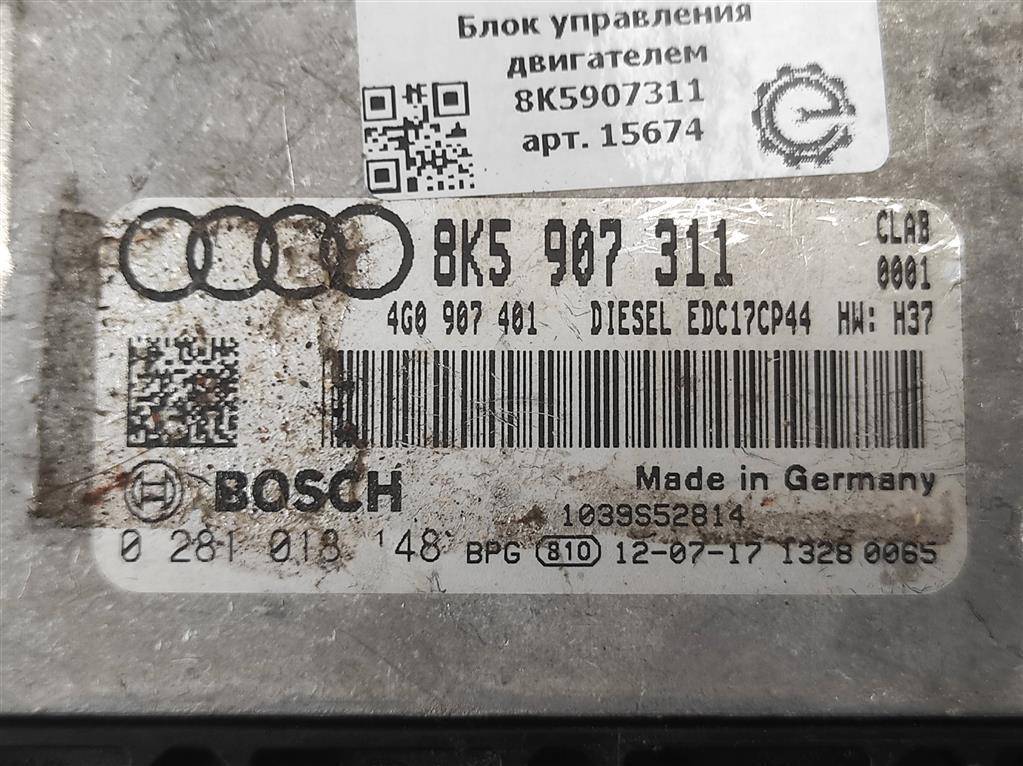 Блок управления
двигателем
8K5907311
арт. 15674
8K5 907 311
CLAB
0001
4G0 907 401 DIESEL EDC17CP44 HW: H37
BOSCH
Made in Germany
1039S52814
0 281 018 148 BPG 810 12-07-17 1328 0065